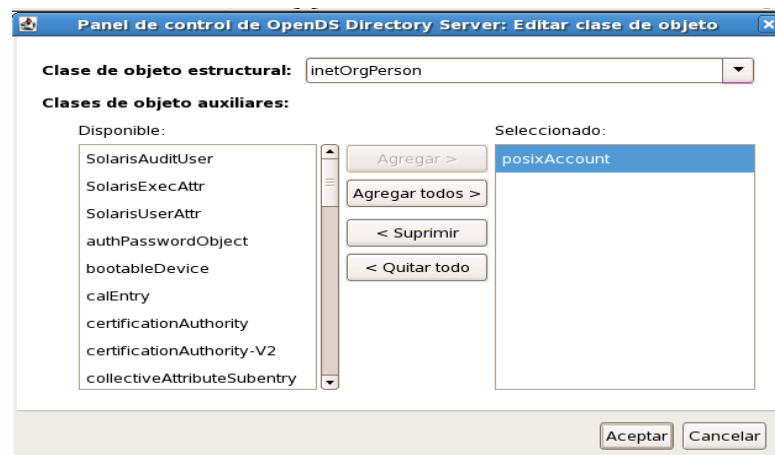 Panel de control de OpenDS Directory Server: Editar clase de objeto
Clase de objeto estructural: inetOrgPerson
Clases de objeto auxiliares:
Disponible:
Seleccionado:
SolarisAuditUser
SolarisExecAttr
SolarisUserAttr
authPasswordObject
bootableDevice
calEntry
certificationAuthority
certificationAuthority-V2
collectiveAttributeSubentry
Agregar >
Agregar todos >
< Suprimir
< Quitar todo
posixAccount
Aceptar
Cancelar